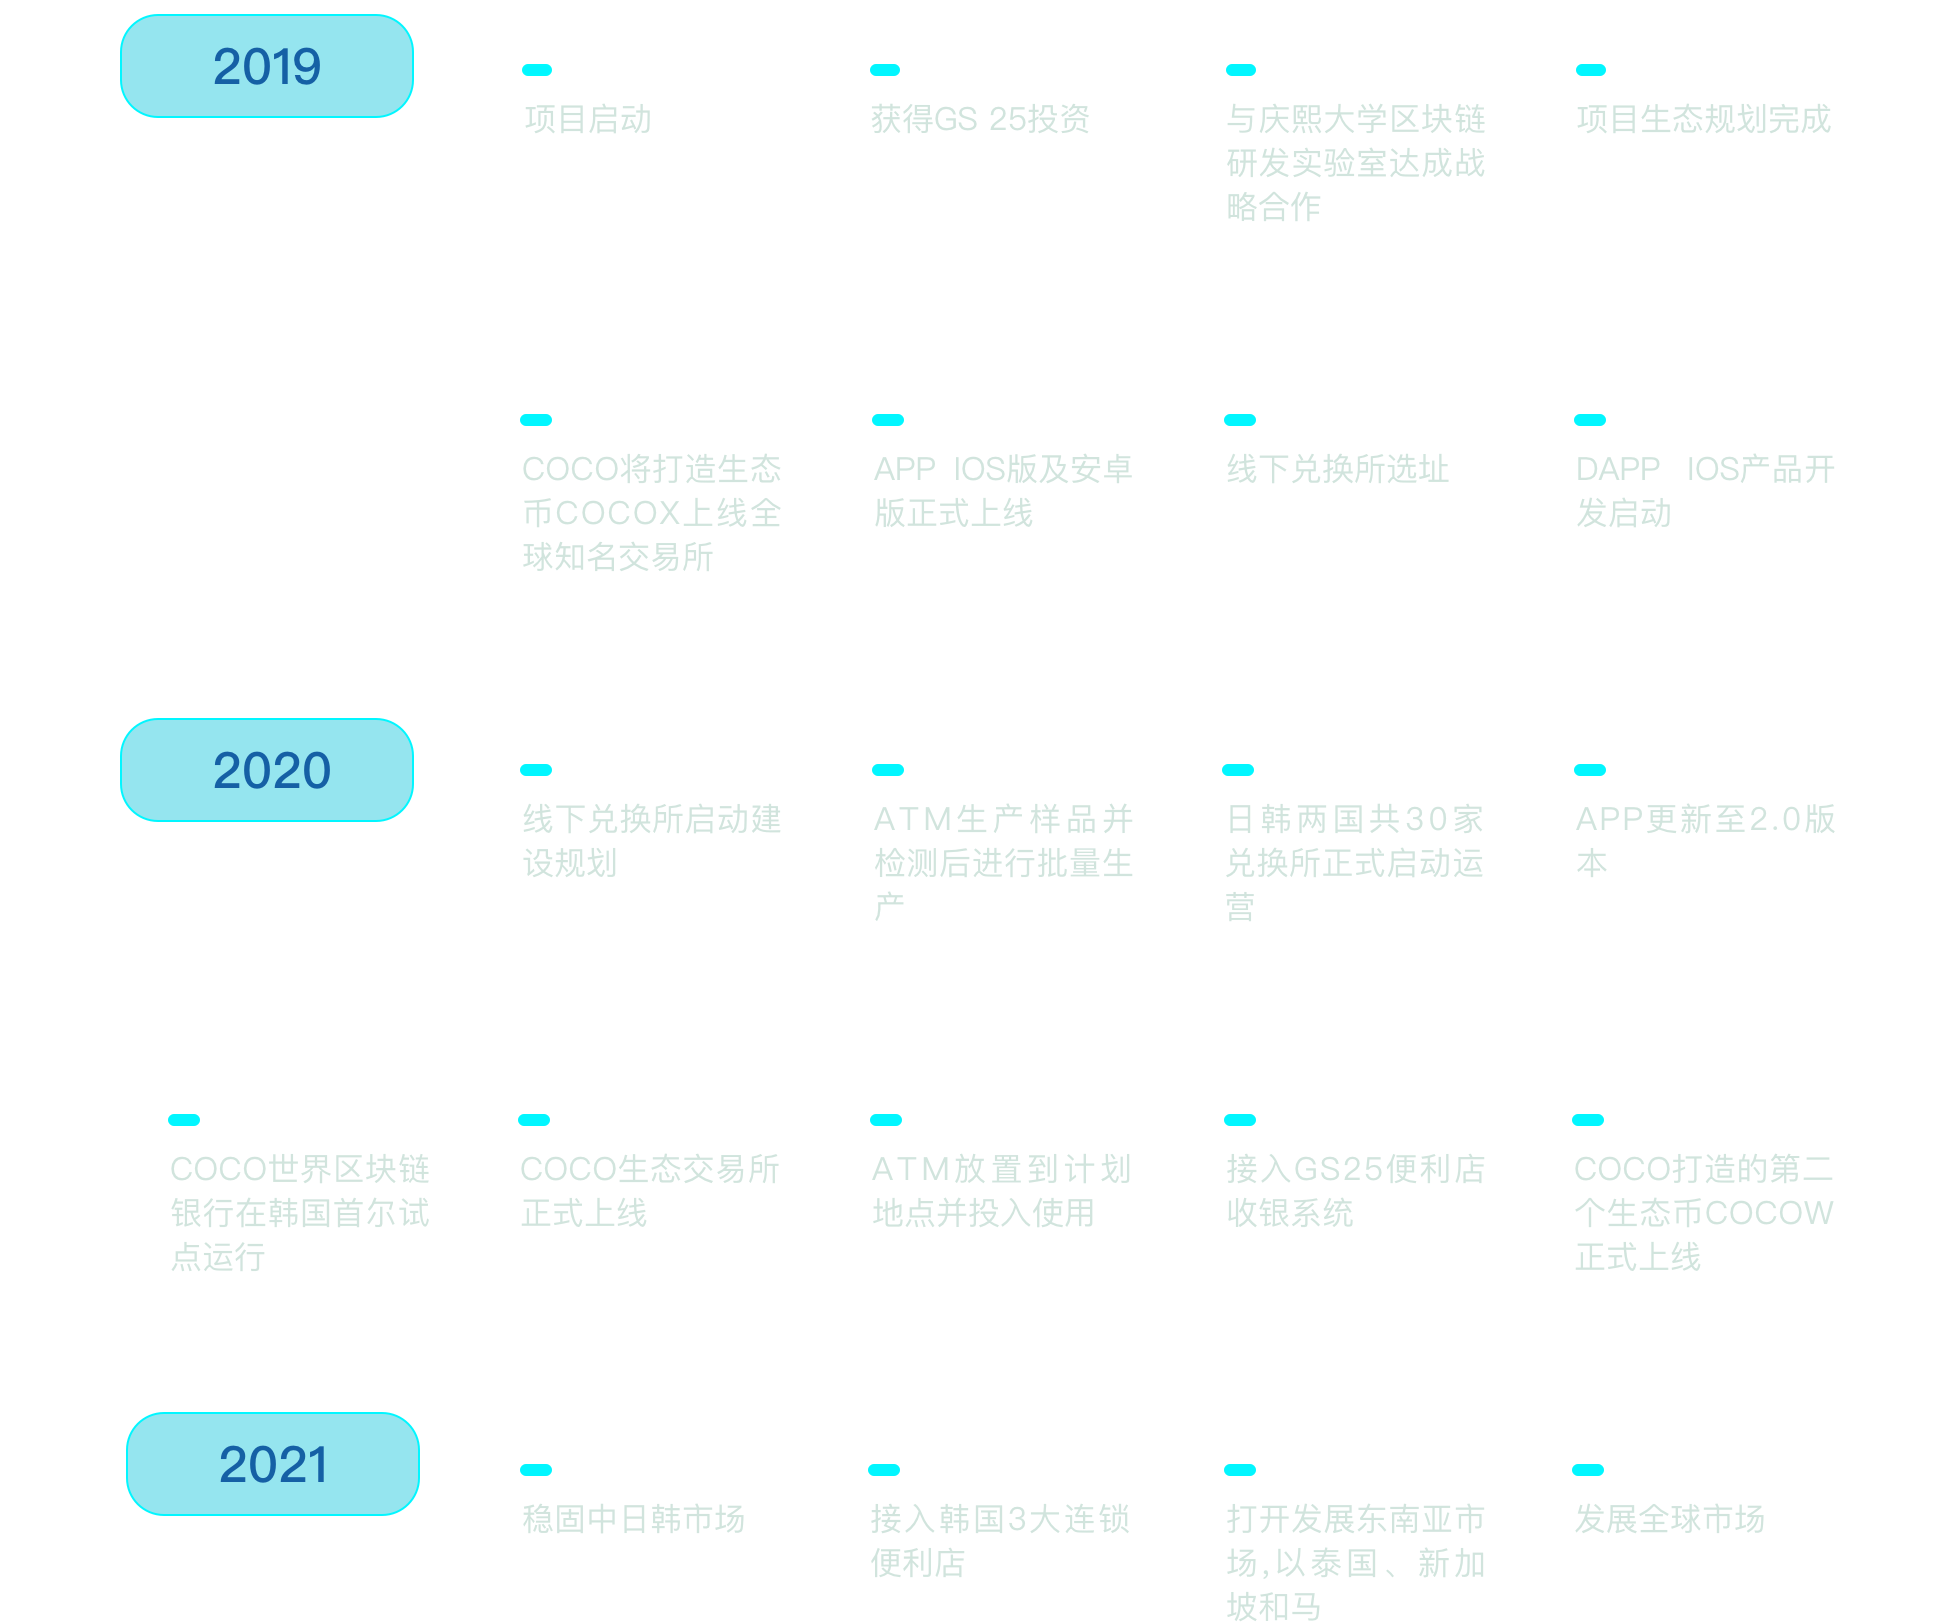 2019
项目启动
获得GS 25投资
与庆熙大学区块链
研发实验室达成战
略合作
项目生态规划完成
COCO将打造生态
币COCOX上线全
球知名交易所
APP IOS版及安卓
版正式上线
线下兑换所选址
DAPP IOS产品开
发启动
2020
线下兑换所启动建
设规划
ATM生产样品并
检测后进行批量生
产
日韩两国共30家
兑换所正式启动运
营
APP更新至2.0版
本
COCO世界区块链
银行在韩国首尔试
点运行
COCO生态交易所
正式上线
ATM放置到计划
地点并投入使用
接入GS25便利店
收银系统
COCO打造的第二
个生态币COCOW
正式上线
2021
稳固中日韩市场
接入韩国3大连锁
便利店
打开发展东南亚市
场,以泰国、新加
坡和马
发展全球市场